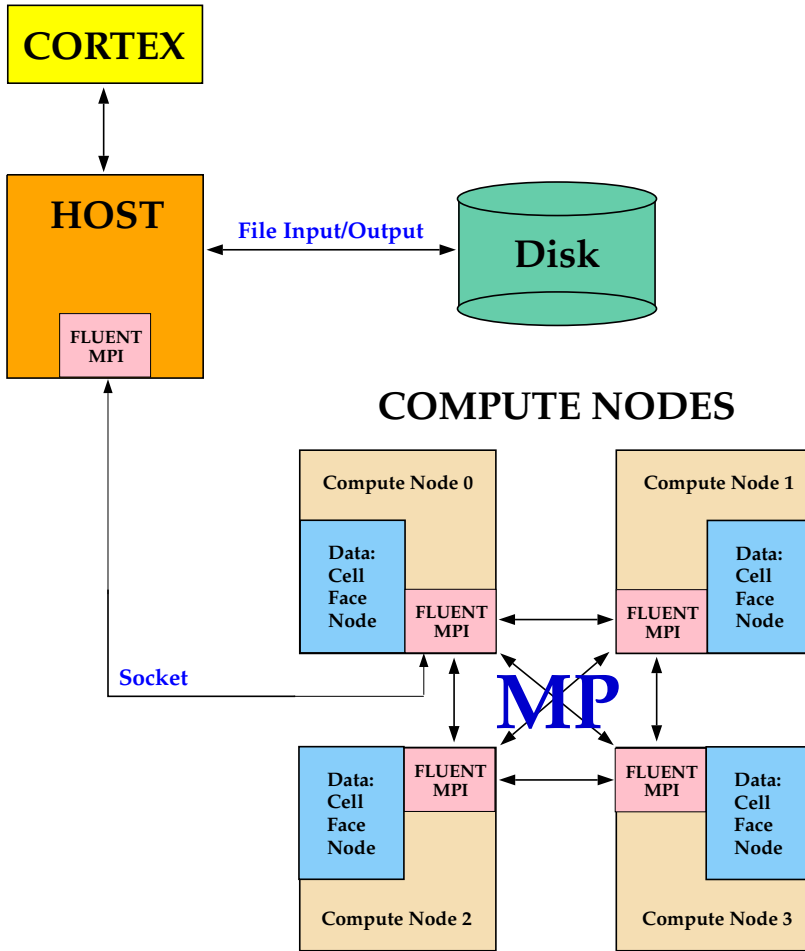 CORTEX
HOST
File Input/Output
Disk
FLUENT
MPI
COMPUTE NODES
Compute Node 0
Compute Node 1
Data:
Cell
Face
Node
FLUENT
MPI
FLUENT
MPI
Data:
Cell
Face
Node
Socket
MP
Data:
Cell
Face
Node
FLUENT
MPI
FLUENT
MPI
Data:
Cell
Face
Node
Compute Node 2
Compute Node 3